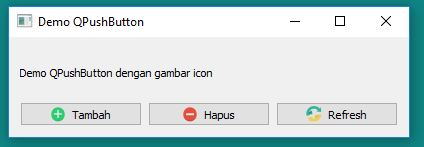 Demo QPushButton
Demo QPushButton dengan gambar icon
Tambah Hapus Refresh